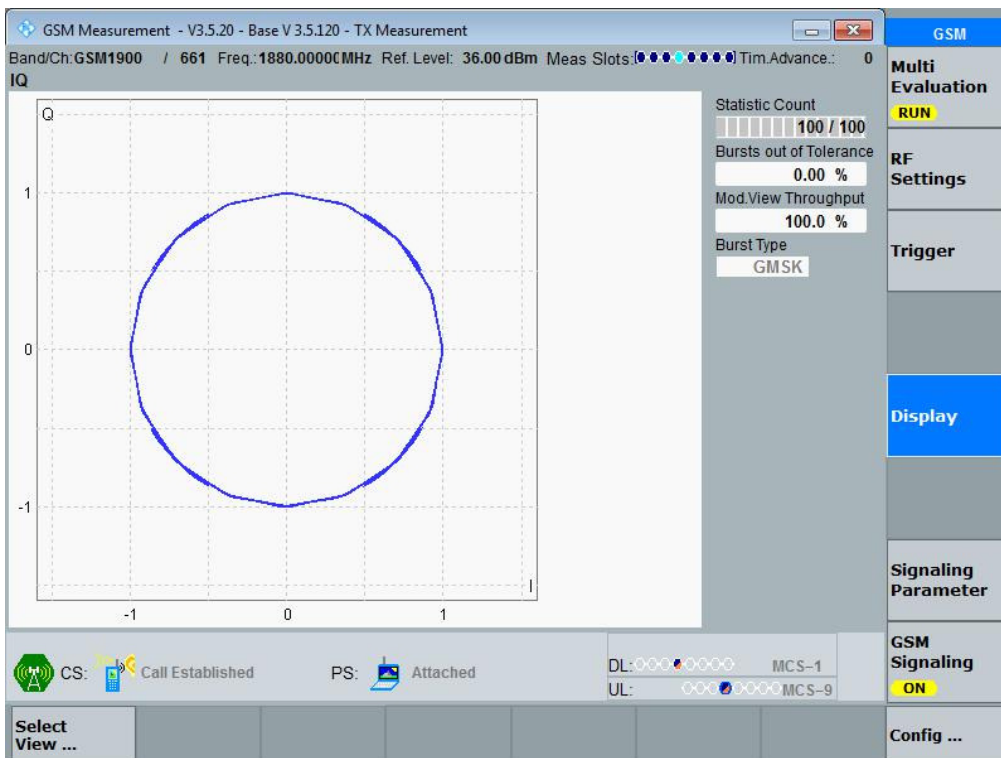 GSM Measurement - V3.5.20 - Base V 3.5.120 - TX Measurement
GSM
Band/Ch:GSM1900 / 661 Freq.:1880.0000 MHz Ref. Level: 36.00 dBm Meas Slots: Tim.Advance.: 0
IQ
Multi
Evaluation
RUN
Q
Statistic Count
100 / 100
Bursts out of Tolerance
0.00 %
Mod.View Throughput
100.0 %
Burst Type
GMSK
RF
Settings
Trigger
Display
1
0
-1
I
-1 0 1
Signaling
Parameter
GSM
Signaling
ON
CS: Call Established PS: Attached
DL: MCS-1
UL: MCS-9
Select
View ...
Config ...